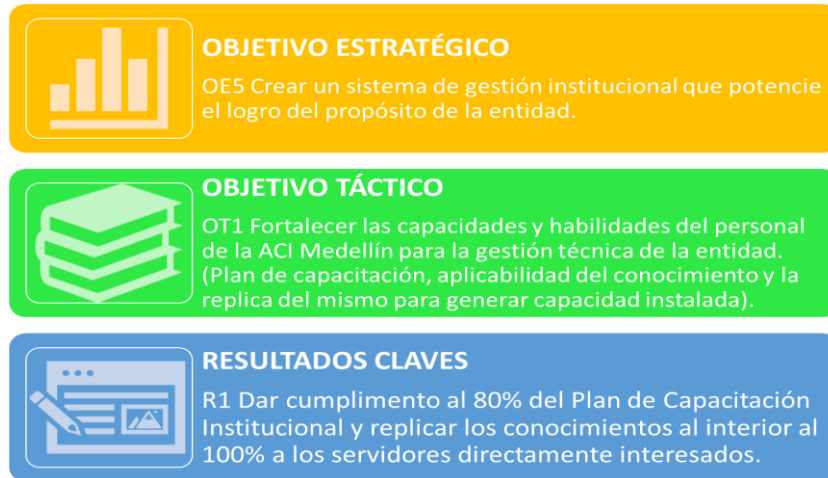 OBJETIVO ESTRATÉGICO
OE5 Crear un sistema de gestión institucional que potencie
el logro del propósito de la entidad.
OBJETIVO TÁCTICO
OT1 Fortalecer las capacidades y habilidades del personal
de la ACI Medellín para la gestión técnica de la entidad.
(Plan de capacitación, aplicabilidad del conocimiento y la
replica del mismo para generar capacidad instalada).
RESULTADOS CLAVES
R1 Dar cumplimento al 80% del Plan de Capacitación
Institucional y replicar los conocimientos al interior al
100% a los servidores directamente interesados.